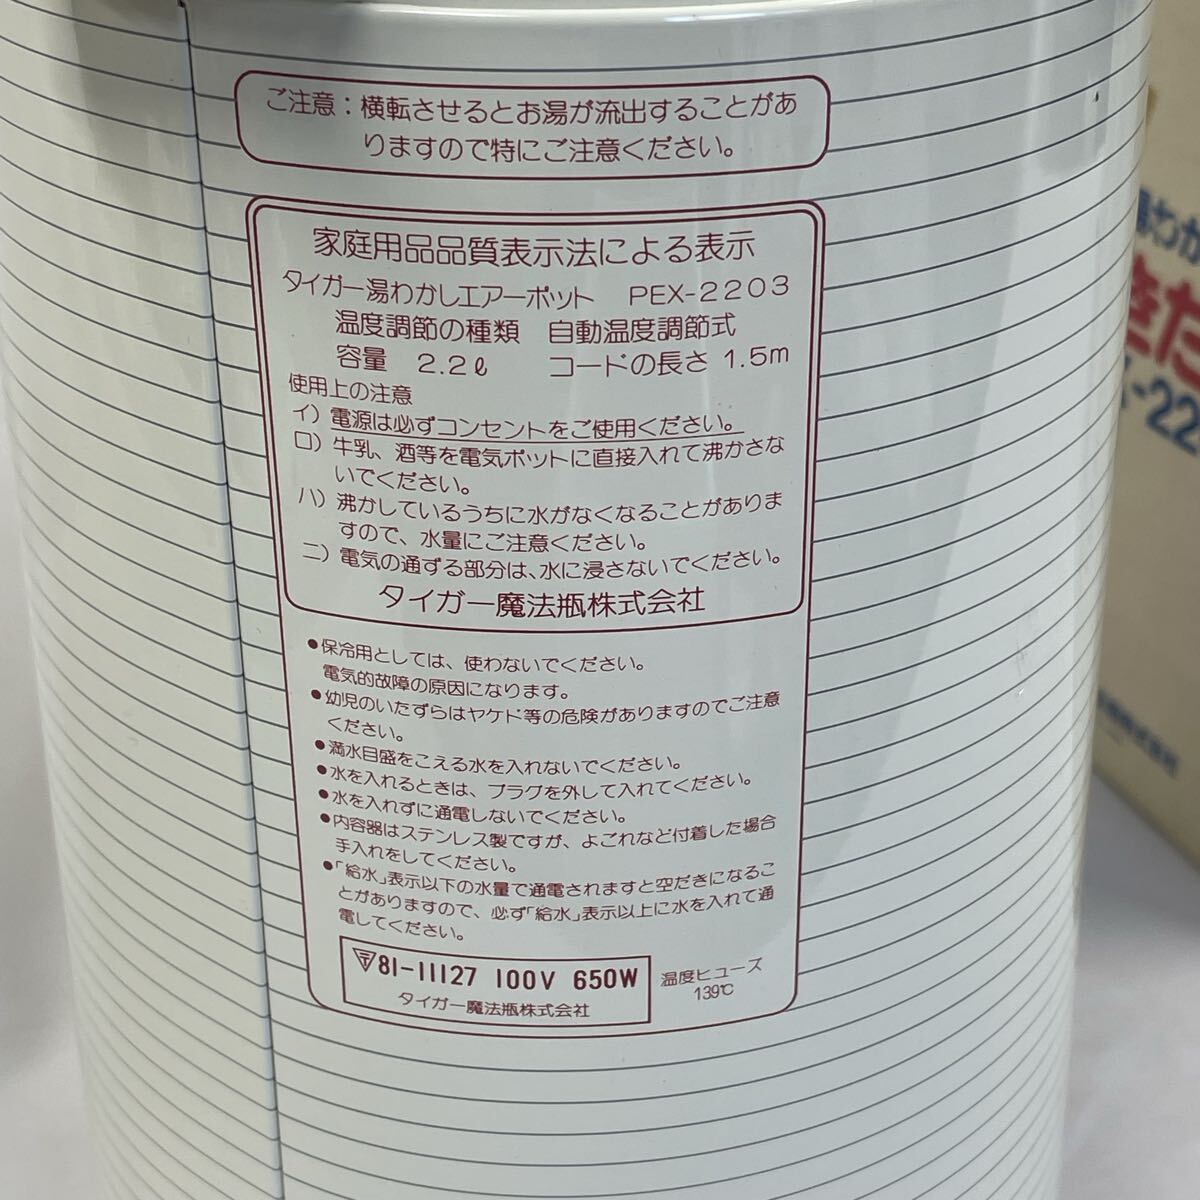 ご注意：横転させるとお湯が流出することがあ
りますので特にご注意ください。
家庭用品品質表示法による表示
タイガー湯わかしエアーポット PEX-2203
温度調節の種類 自動温度調節式
容量 2.2ℓ コードの長さ 1.5m
使用上の注意
イ）電源は必ずコンセントをご使用ください。
ロ）牛乳、酒等を電気ポットに直接入れて沸かさな
いでください。
ハ）沸かしているうちに水がなくなることがありま
すので、水量にご注意ください。
ニ）電気の通ずる部分は、水に浸さないでください。
タイガー魔法瓶株式会社
●保冷用としては、使わないでください。
電気的故障の原因になります。
●幼児のいたずらはヤケド等の危険がありますのでご注意
ください。
●満水目盛をこえる水を入れないでください。
●水を入れるときは、プラグを外して入れてください。
●水を入れずに通電しないでください。
●内容器はステンレス製ですが、よごれなど付着した場合
手入れをしてください。
●「給水」表示以下の水量で通電されますと空だきになるこ
とがありますので、必ず「給水」表示以上に水を入れて通
電してください。
81-11127 100V 650W
タイガー魔法瓶株式会社
温度ヒューズ
139℃
湯わか
きた
X-22
株式会社